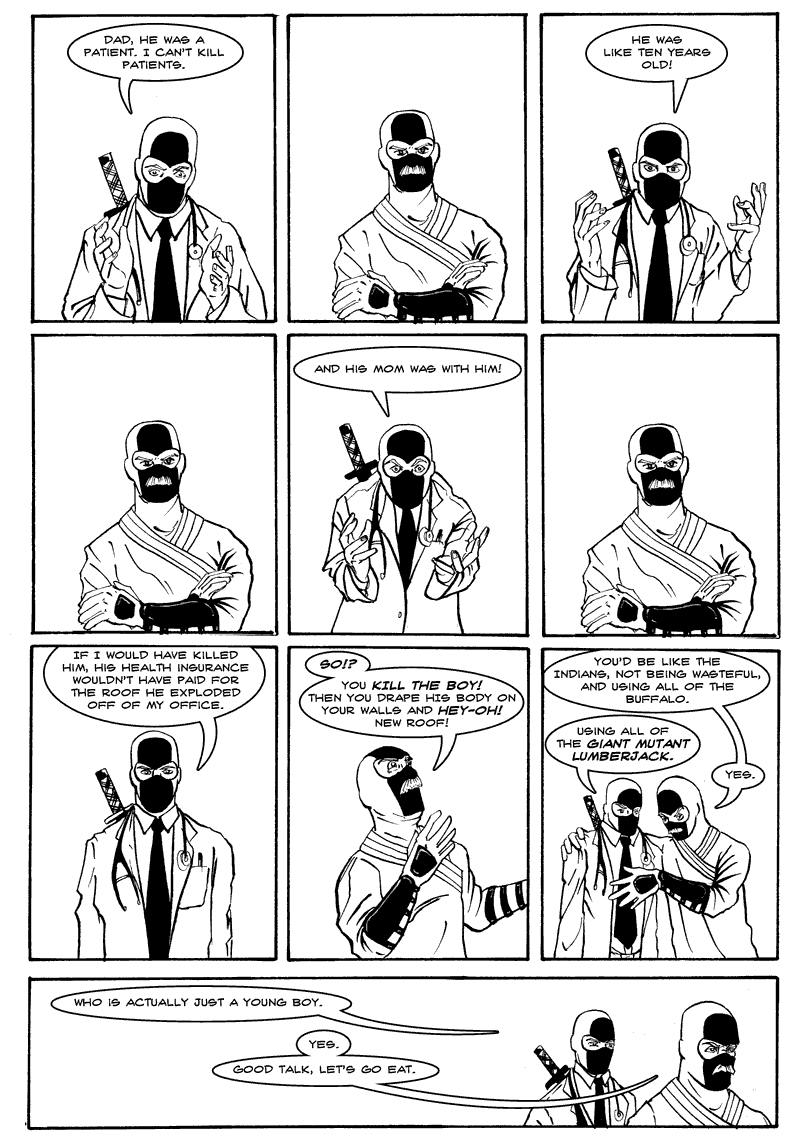 DAD, HE WAS A
PATIENT. I CAN'T KILL
PATIENTS.
HE WAS
LIKE TEN YEARS
OLD!
AND HIS MOM WAS WITH HIM!
IF I WOULD HAVE KILLED
HIM, HIS HEALTH INSURANCE
WOULDN'T HAVE PAID FOR
THE ROOF HE EXPLODED
OFF OF MY OFFICE.
SO!?
YOU KILL THE BOY!
THEN YOU DRAPE HIS BODY ON
YOUR WALLS AND HEY-OH!
NEW ROOF!
YOU'D BE LIKE THE
INDIANS, NOT BEING WASTEFUL,
AND USING ALL OF THE
BUFFALO.
USING ALL OF
THE GIANT MUTANT
LUMBERJACK.
YES.
WHO IS ACTUALLY JUST A YOUNG BOY.
YES.
GOOD TALK, LET'S GO EAT.